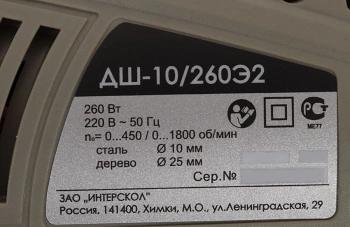 ДШ-10/260Э2
260 Вт
220 В ~ 50 Гц
n₀= 0...450 / 0...1800 об/мин
сталь Ø 10 мм
дерево Ø 25 мм
Сер.№
МЕ77
ЗАО "ИНТЕРСКОЛ"
Россия, 141400, Химки, М.О., ул.Ленинградская, 29